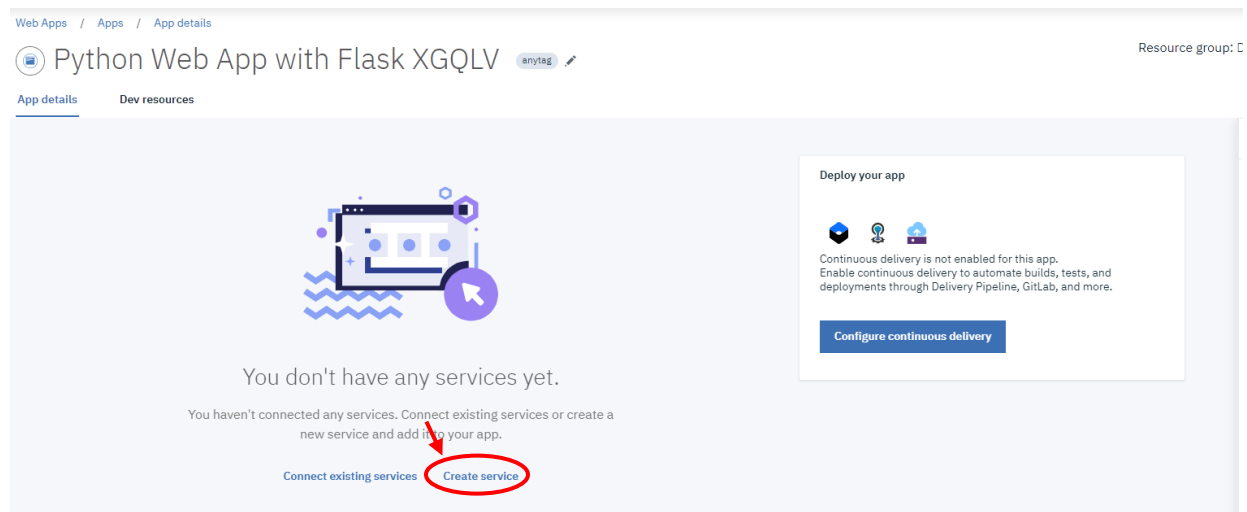 Web Apps / Apps / App details
Python Web App with Flask XGQLV anytag
Resource group: D
App details Dev resources
Deploy your app
Continuous delivery is not enabled for this app.
Enable continuous delivery to automate builds, tests, and
deployments through Delivery Pipeline, GitLab, and more.
Configure continuous delivery
You don't have any services yet.
You haven't connected any services. Connect existing services or create a
new service and add it to your app.
Connect existing services Create service